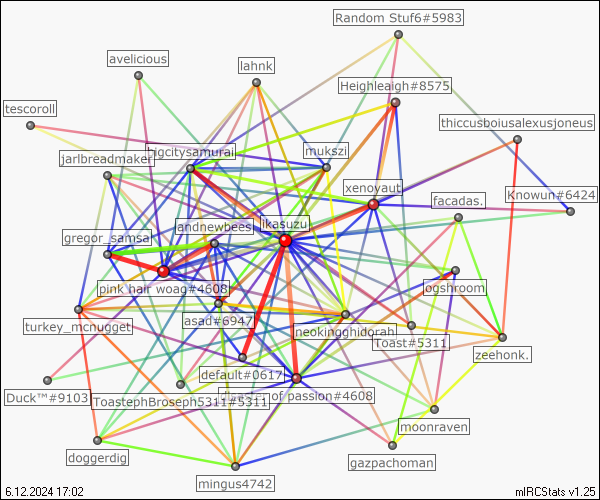 Random Stuf6#5983
avelicious
lahnk
Heighleaigh#8575
tescoroll
thiccusboiusalexusjoneus
bigcitysamurai
mukszi
jarlbreadmaker
xenoyaut
Knowun#6424
facadas.
andnewbees
ikasuzu
gregor_samsa
pink hair woag#4608
ogshroom
asad#6947
turkey_mcnugget
neokingghidorah
Toast#5311
zeehonk.
default#0617
Duck™#9103
ToastephBroseph5311#5311
of passion#4608
moonraven
doggerdig
gazpachoman
mingus4742
6.12.2024 17:02
mIRCStats v1.25